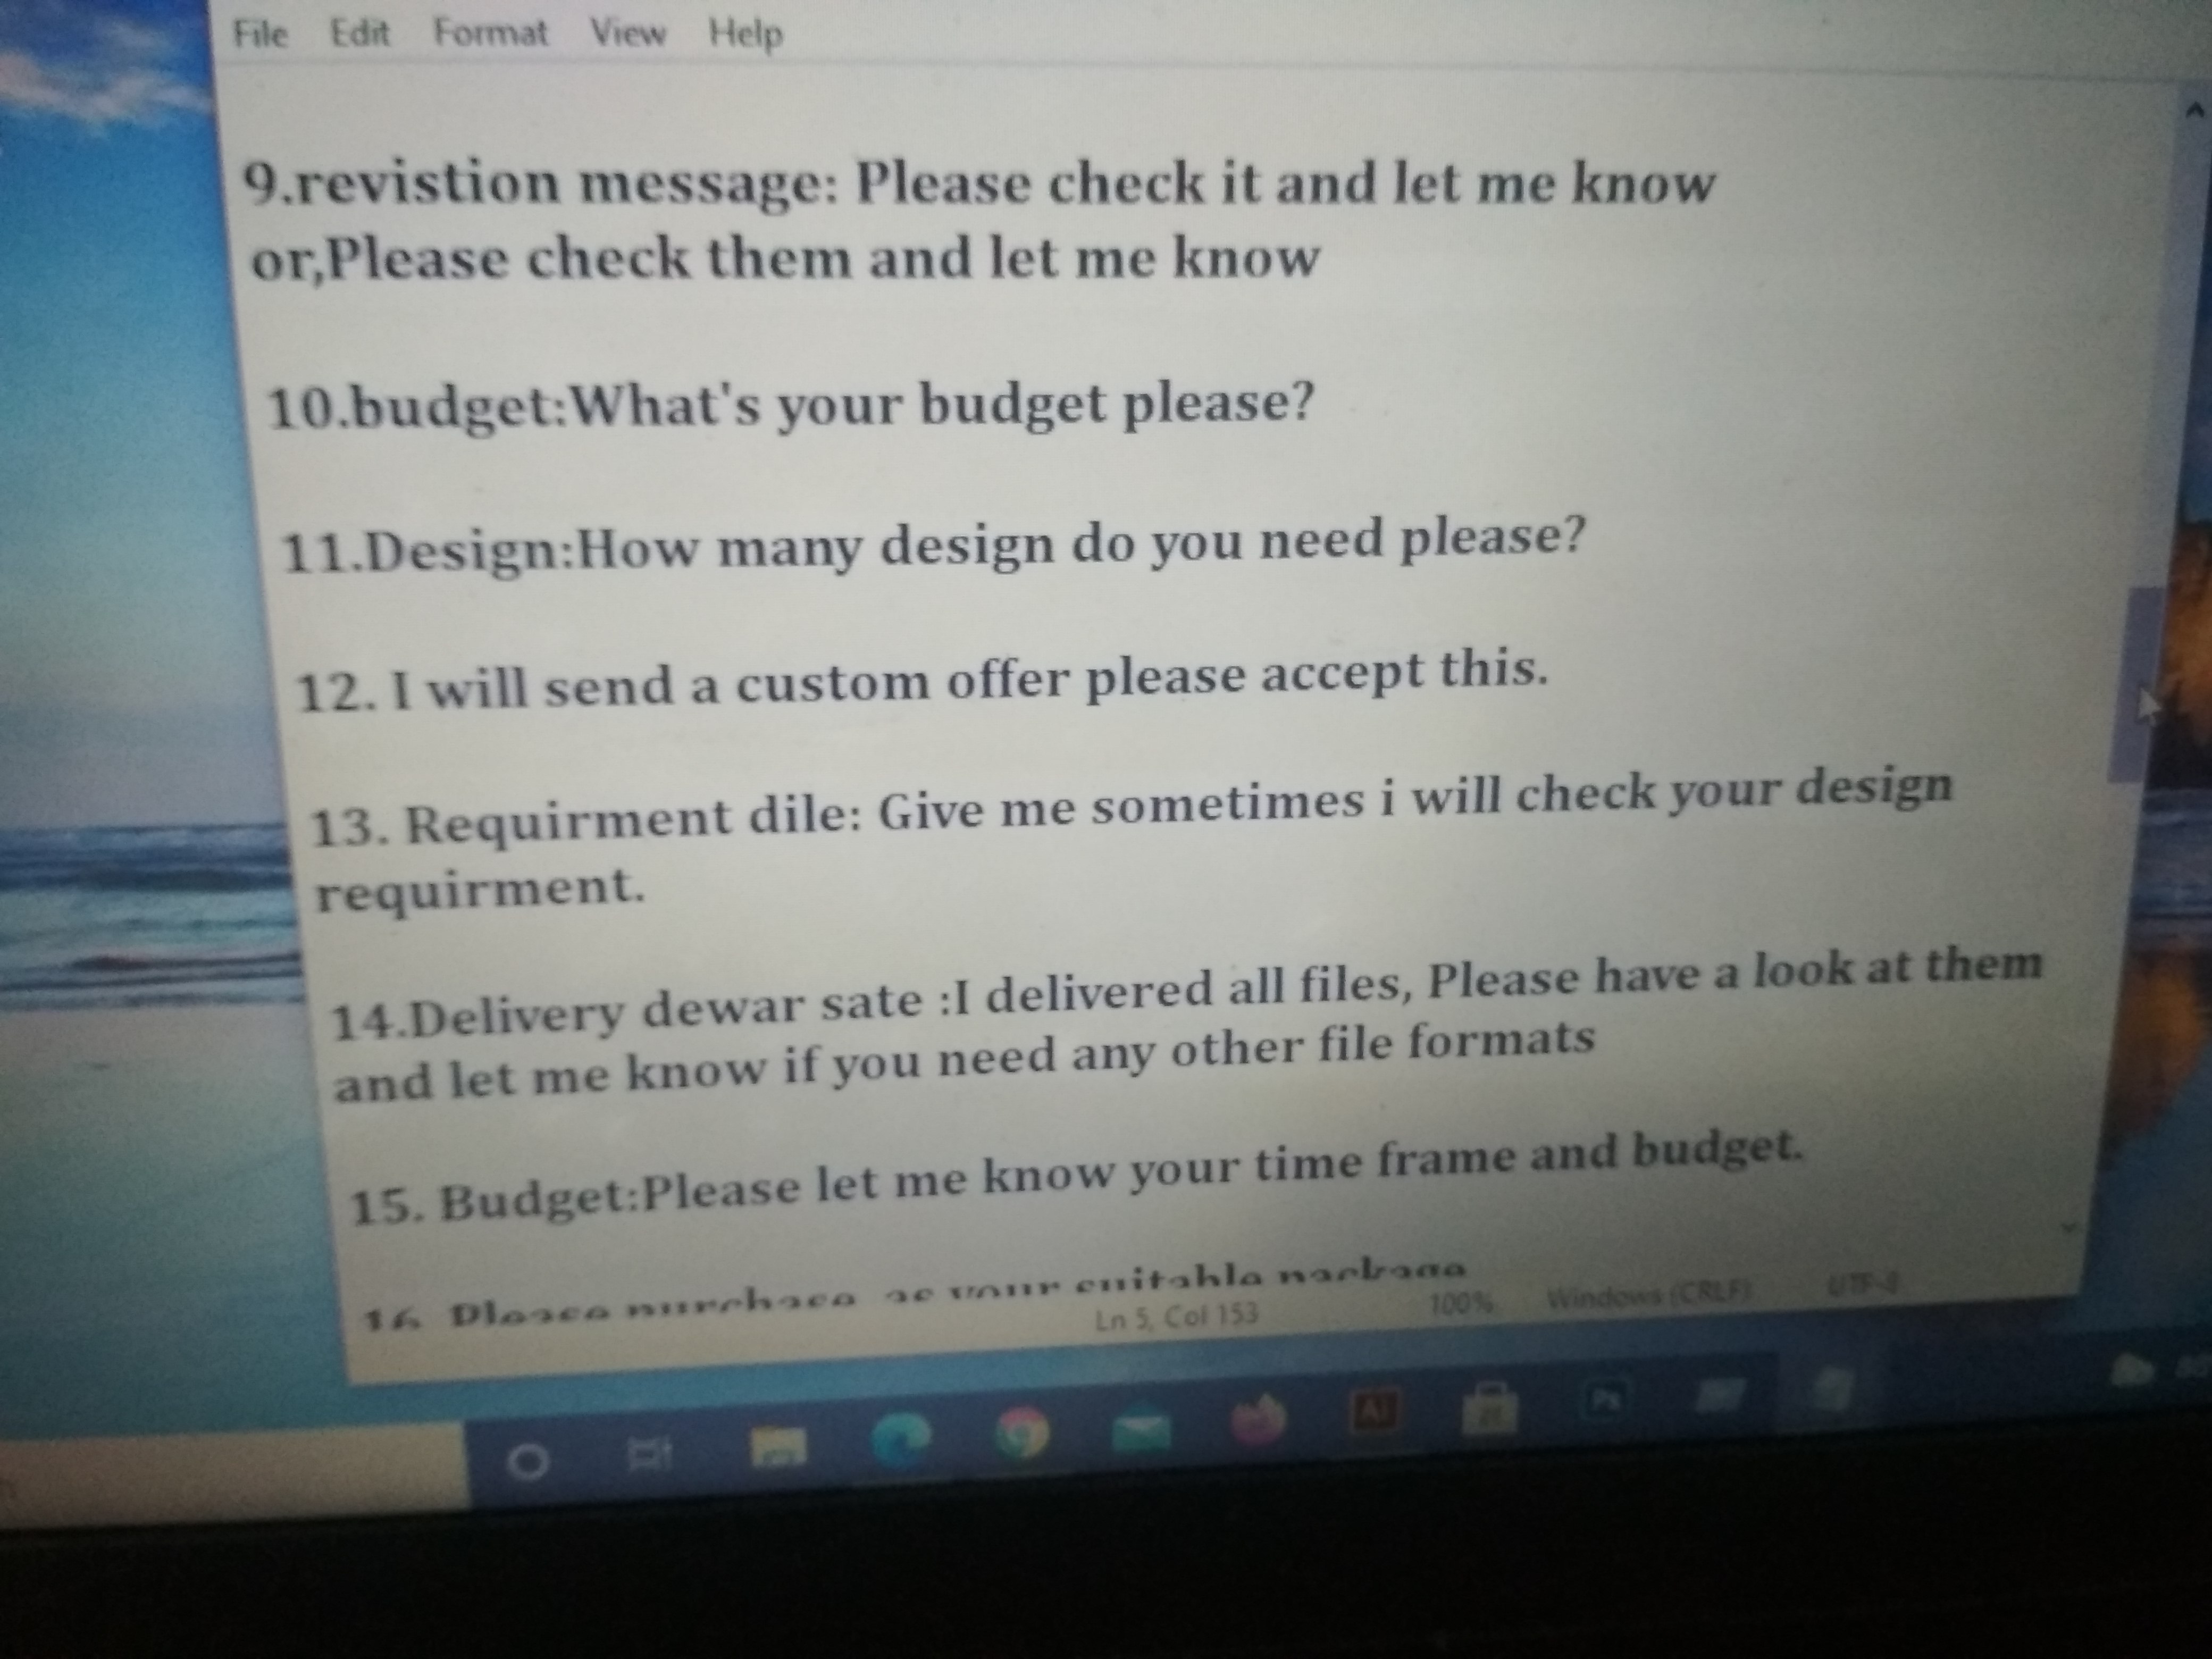 File Edit Format View Help
9.revistion message: Please check it and let me know
or,Please check them and let me know
10.budget:What's your budget please?
11.Design:How many design do you need please?
12. I will send a custom offer please accept this.
13. Requirment dile: Give me sometimes i will check your design
requirment.
14.Delivery dewar sate :I delivered all files, Please have a look at them
and let me know if you need any other file formats
15. Budget:Please let me know your time frame and budget.
16 Please purchase as your suitable package
Ln 5, Col 153 100% Windows (CRLF) UTF-8
Ai Ps